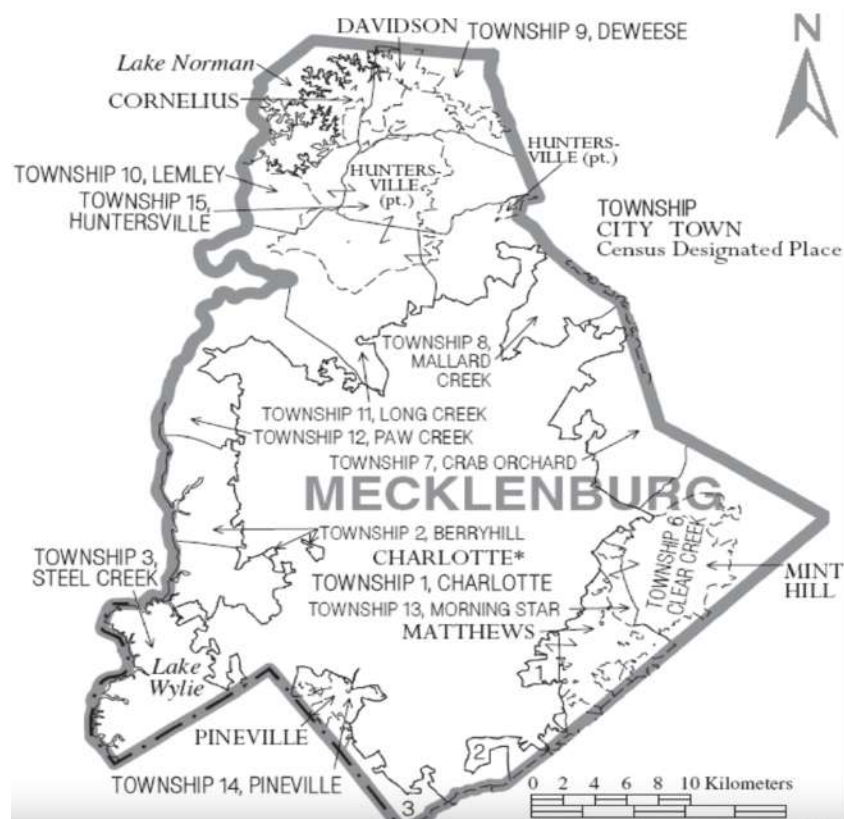 DAVIDSON
TOWNSHIP 9, DEWEESE
N
Lake Norman
CORNELIUS
HUNTERS-
VILLE (pt.)
HUNTERS-
VILLE
(pt.)
TOWNSHIP 10, LEMLEY
TOWNSHIP 15,
HUNTERSVILLE
TOWNSHIP
CITY TOWN
Census Designated Place
TOWNSHIP 8,
MALLARD
CREEK
TOWNSHIP 11, LONG CREEK
TOWNSHIP 12, PAW CREEK
TOWNSHIP 7, CRAB ORCHARD
MECKLENBURG
TOWNSHIP 2, BERRYHILL
TOWNSHIP 3,
STEEL CREEK
CHARLOTTE*
TOWNSHIP 1, CHARLOTTE
TOWNSHIP 6,
CLEAR CREEK
MINT
HILL
TOWNSHIP 13, MORNING STAR
MATTHEWS
Lake
Wylie
1
PINEVILLE
2
TOWNSHIP 14, PINEVILLE
3
0 2 4 6 8 10 Kilometers